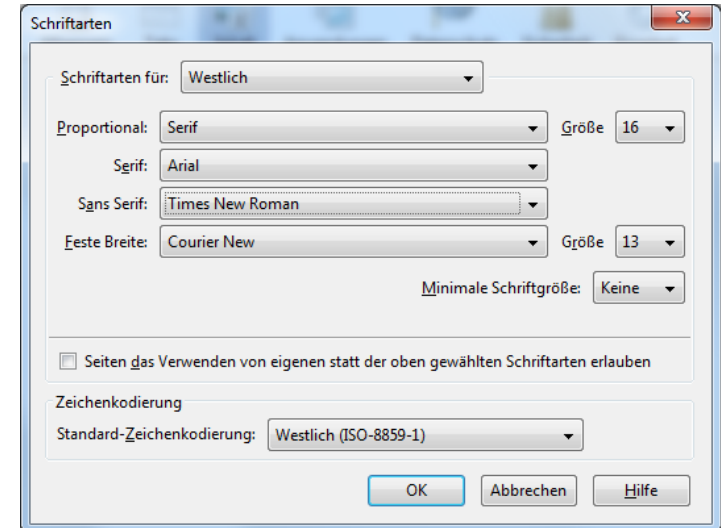 Schriftarten
Schriftarten für: Westlich
Proportional: Serif Größe 16
Serif: Arial
Sans Serif: Times New Roman
Feste Breite: Courier New Größe 13
Minimale Schriftgröße: Keine
Seiten das Verwenden von eigenen statt der oben gewählten Schriftarten erlauben
Zeichenkodierung
Standard-Zeichenkodierung: Westlich (ISO-8859-1)
OK Abbrechen Hilfe